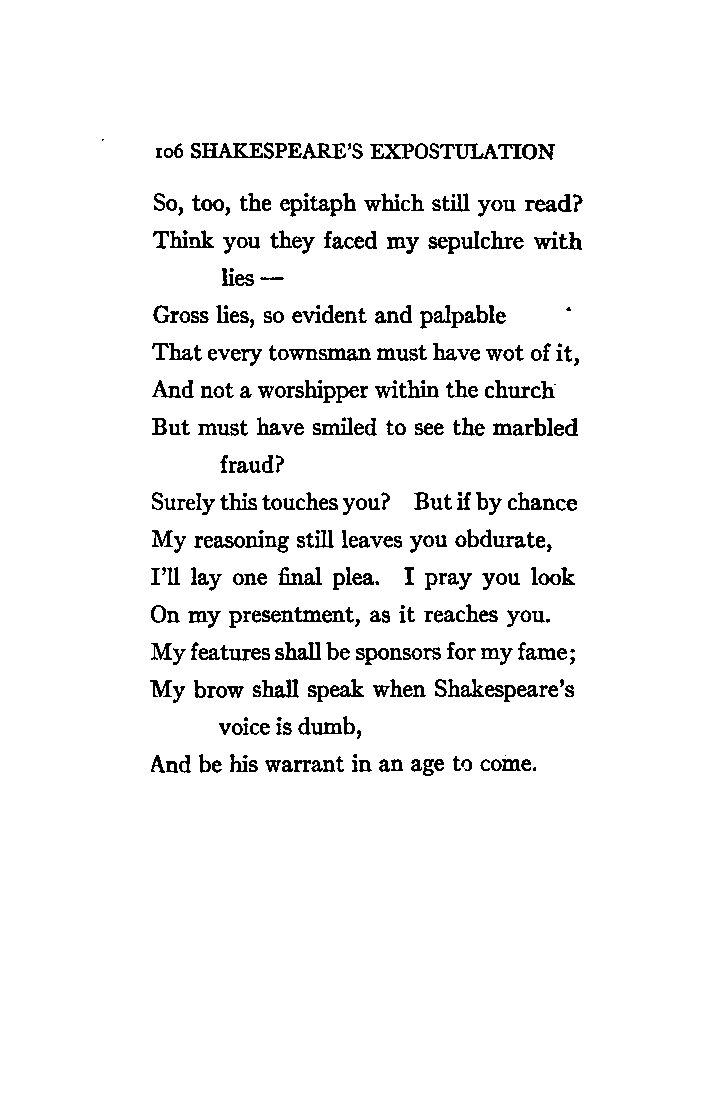 106 SHAKESPEARE'S EXPOSTULATION
So, too, the epitaph which still you read?
Think you they faced my sepulchre with
lies —
Gross lies, so evident and palpable
That every townsman must have wot of it,
And not a worshipper within the church
But must have smiled to see the marbled
fraud?
Surely this touches you? But if by chance
My reasoning still leaves you obdurate,
I'll lay one final plea. I pray you look
On my presentment, as it reaches you.
My features shall be sponsors for my fame;
My brow shall speak when Shakespeare's
voice is dumb,
And be his warrant in an age to come.